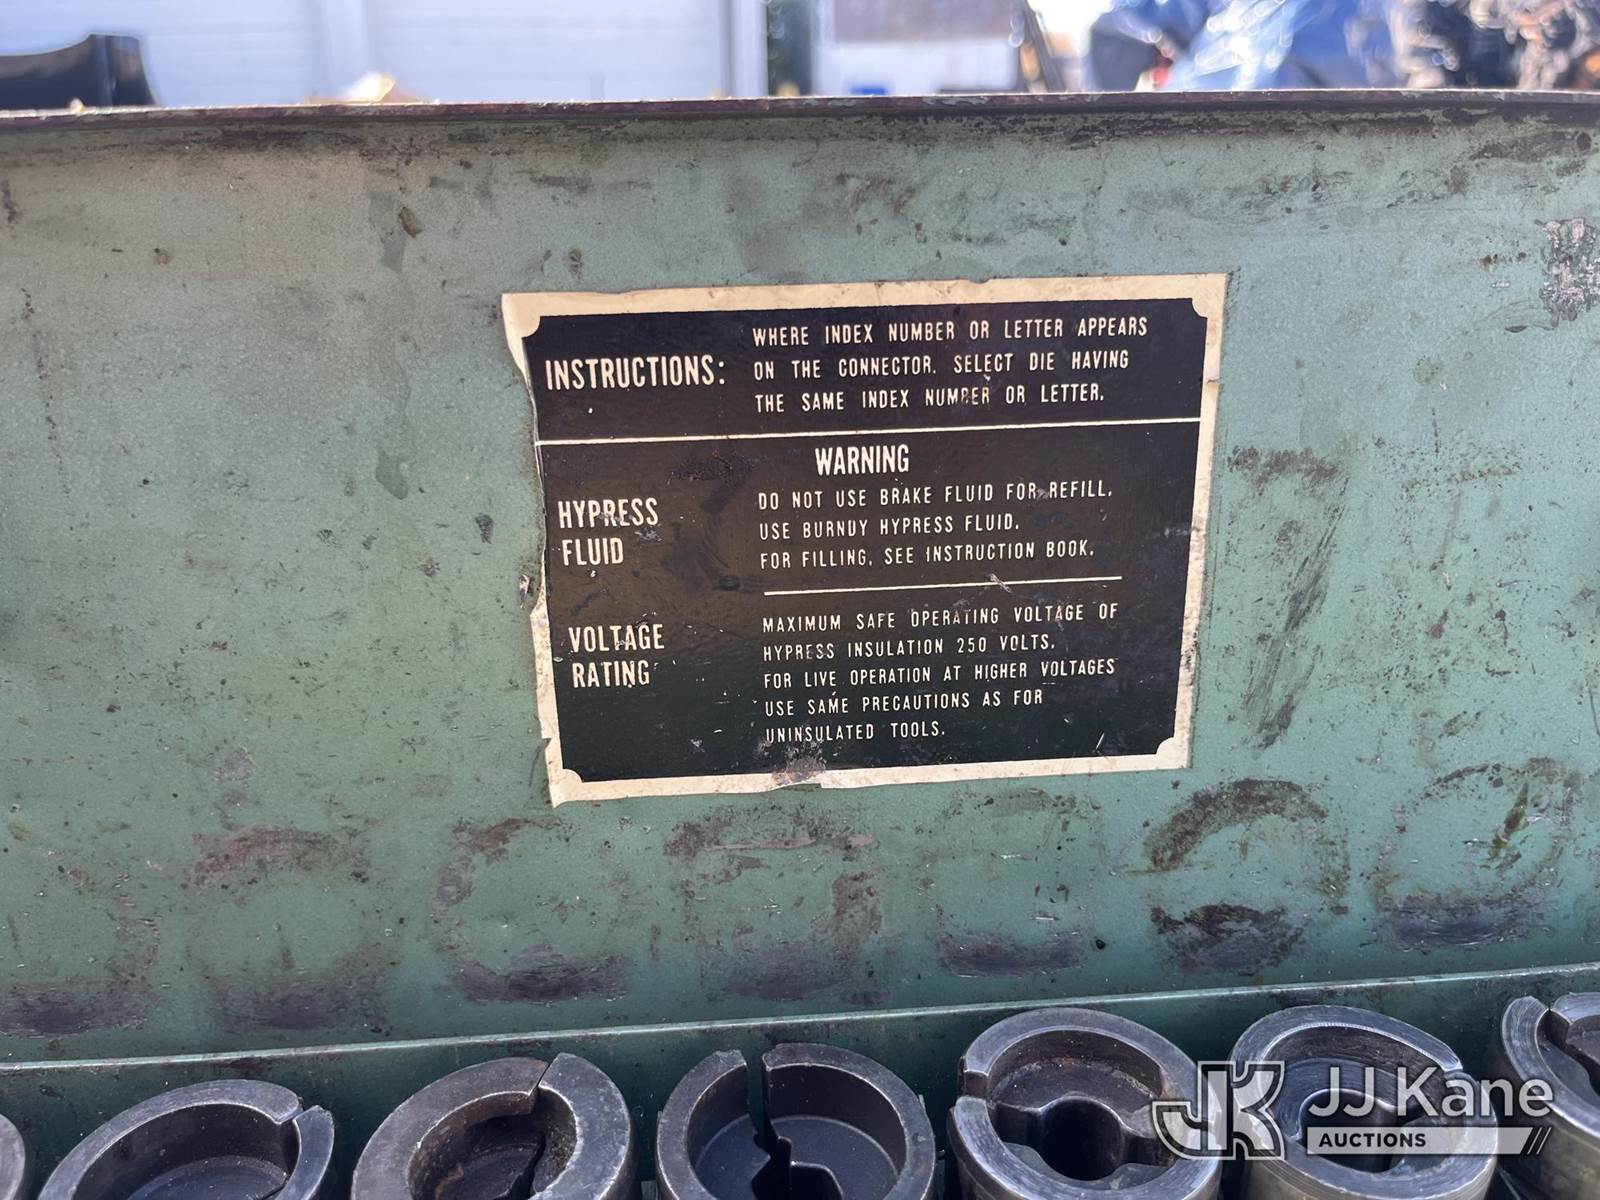 INSTRUCTIONS:
WHERE INDEX NUMBER OR LETTER APPEARS
ON THE CONNECTOR. SELECT DIE HAVING
THE SAME INDEX NUMBER OR LETTER.
WARNING
HYPRESS
FLUID
DO NOT USE BRAKE FLUID FOR REFILL.
USE BURNDY HYPRESS FLUID.
FOR FILLING, SEE INSTRUCTION BOOK.
VOLTAGE
RATING
MAXIMUM SAFE OPERATING VOLTAGE OF
HYPRESS INSULATION 250 VOLTS.
FOR LIVE OPERATION AT HIGHER VOLTAGES
USE SAME PRECAUTIONS AS FOR
UNINSULATED TOOLS.
JK JJ Kane
AUCTIONS